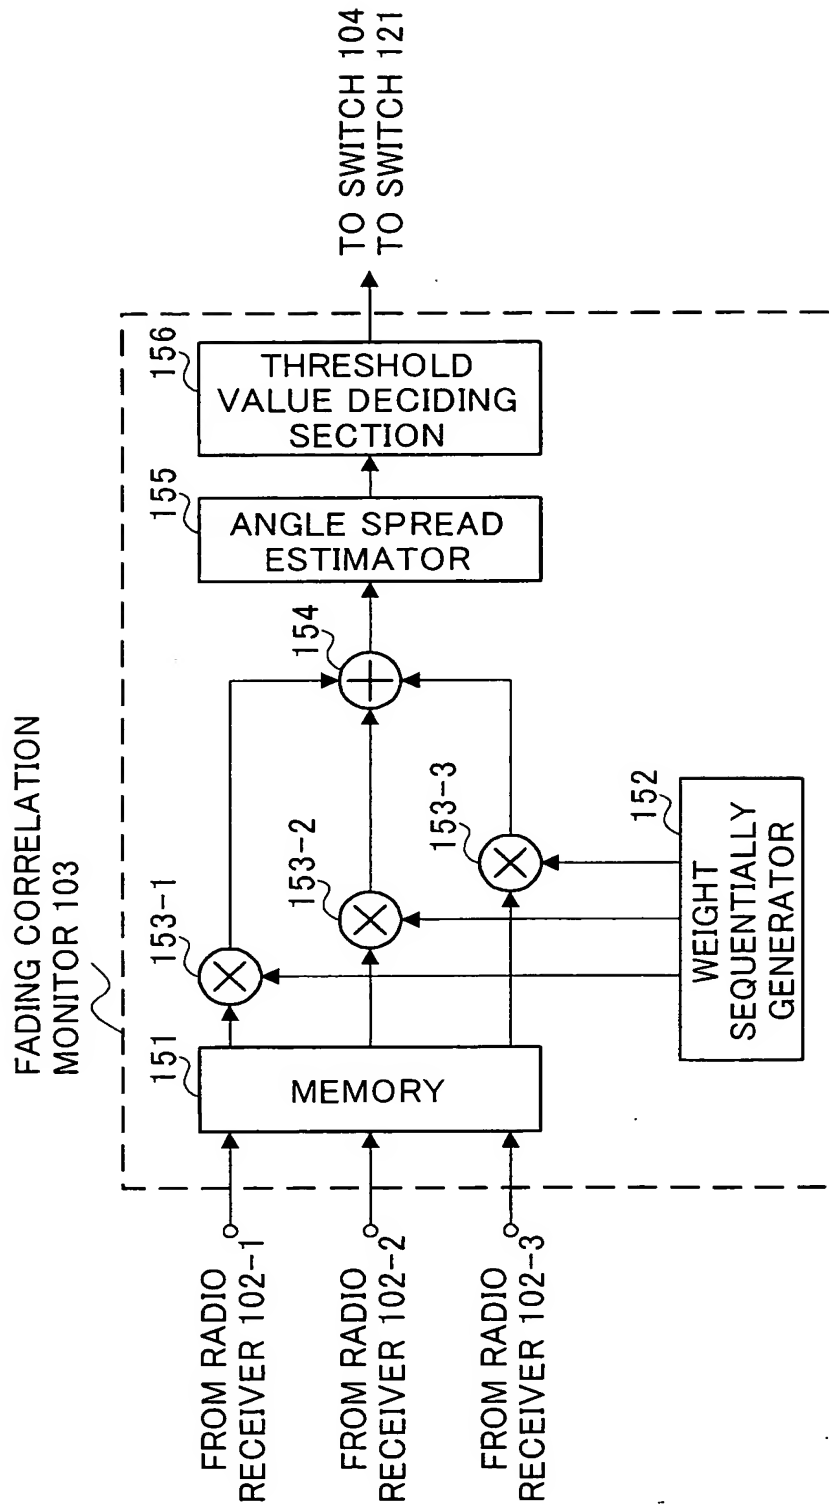 FADING CORRELATION
MONITOR 103
FROM RADIO
RECEIVER 102-1
FROM RADIO
RECEIVER 102-2
FROM RADIO
RECEIVER 102-3
151
MEMORY
153-1
153-2
153-3
152
WEIGHT
SEQUENTIALLY
GENERATOR
154
155
ANGLE SPREAD
ESTIMATOR
156
THRESHOLD
VALUE DECIDING
SECTION
TO SWITCH 104
TO SWITCH 121